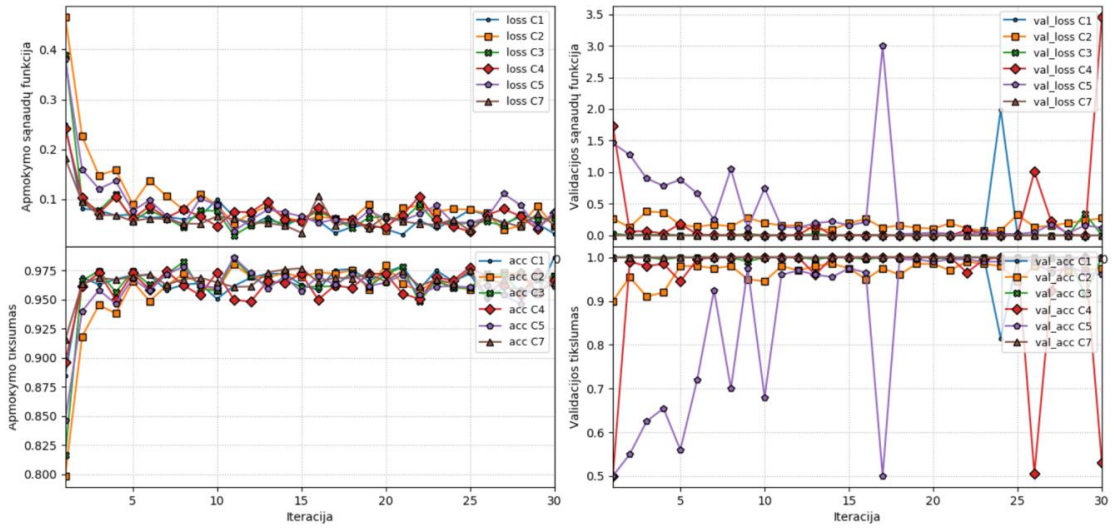 Apmokymo sąnaudų funkcija
0.4
0.3
0.2
0.1
loss C1
loss C2
loss C3
loss C4
loss C5
loss C7
Apmokymo tikslumas
0.975
0.950
0.925
0.900
0.875
0.850
0.825
0.800
acc C1
acc C3
acc C4
acc C5
acc C7
5
10
15
20
25
30
Iteracija
Validacijos sąnaudų funkcija
3.5
3.0
2.5
2.0
1.5
1.0
0.5
0.0
val_loss C1
val_loss C2
val_loss C3
val_loss C4
val_loss C5
val_loss C7
Validacijos tikslumas
1.0
0.9
0.8
0.7
0.6
0.5
val_acc C1
val_acc C2
val_acc C3
val_acc C4
val_acc C5
val_acc C7
5
10
15
20
25
30
Iteracija